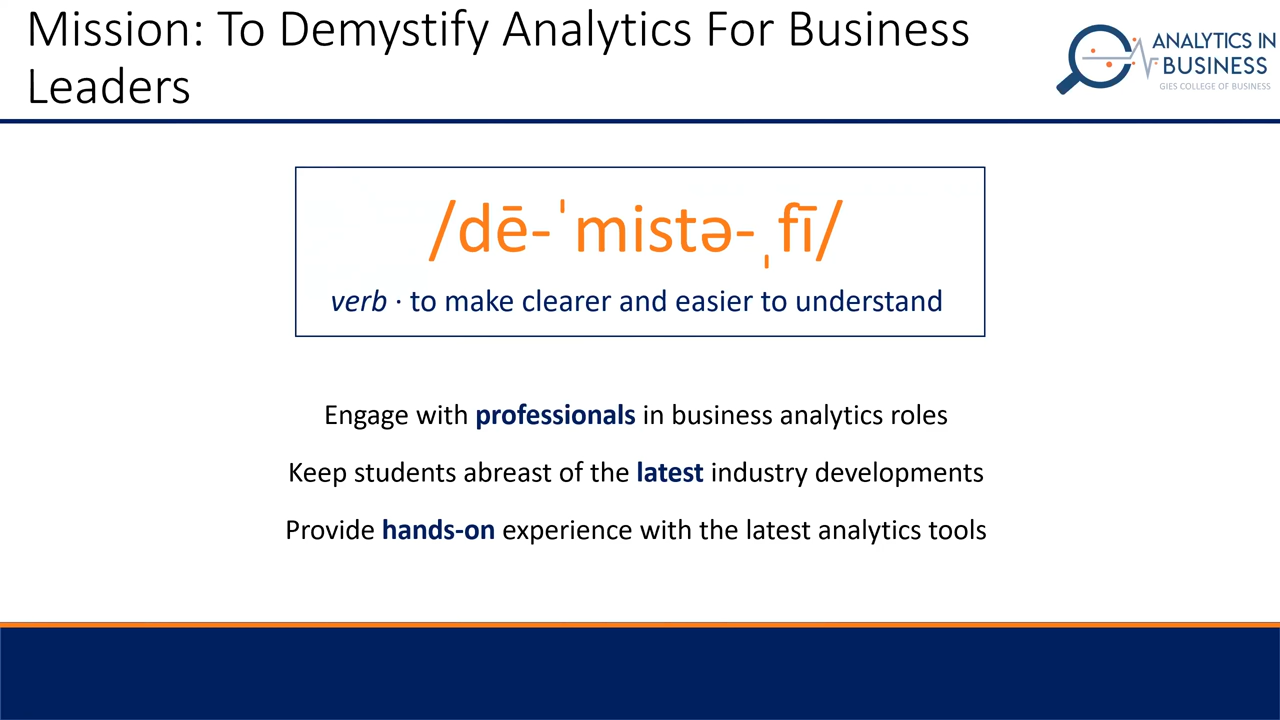 Mission: To Demystify Analytics For Business
Leaders
ANALYTICS IN
BUSINESS
GIES COLLEGE OF BUSINESS
/dē-ˈmistə-ˌfī/
verb · to make clearer and easier to understand
Engage with professionals in business analytics roles
Keep students abreast of the latest industry developments
Provide hands-on experience with the latest analytics tools